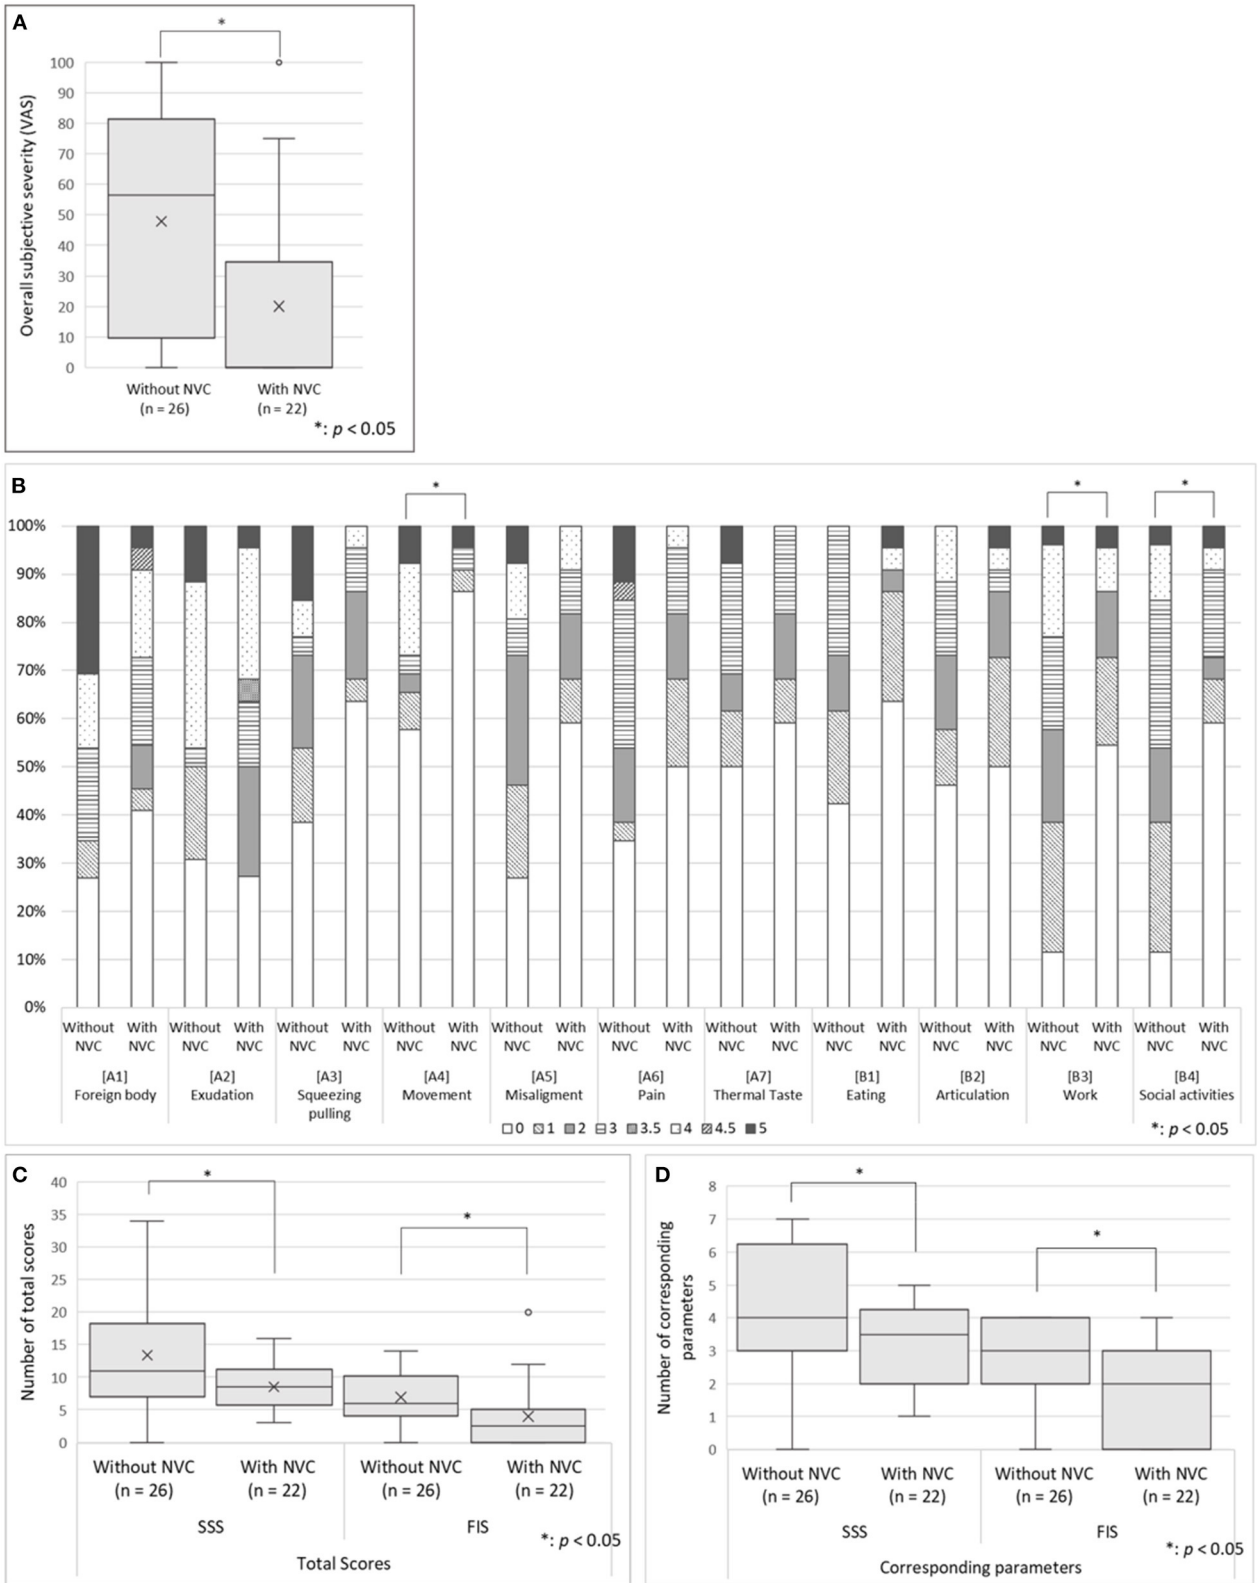 A
*
Overall subjective severity (VAS)
100
90
80
70
60
50
40
30
20
10
0
Without NVC
(n = 26)
With NVC
(n = 22)
*: p < 0.05
B
*
*
*
100%
90%
80%
70%
60%
50%
40%
30%
20%
10%
0%
Without With Without With Without With Without With Without With Without With Without With Without With Without With Without With Without With
NVC NVC NVC NVC NVC NVC NVC NVC NVC NVC NVC NVC NVC NVC NVC NVC NVC NVC NVC NVC NVC NVC
[A1] [A2] [A3] [A4] [A5] [A6] [A7] [B1] [B2] [B3] [B4]
Foreign body Exudation Squeezing Movement Misaligment Pain Thermal Taste Eating Articulation Work Social activities
pulling
0 1 2 3 3.5 4 4.5 5
*: p < 0.05
C
*
*
Number of total scores
40
35
30
25
20
15
10
5
0
Without NVC With NVC Without NVC With NVC
(n = 26) (n = 22) (n = 26) (n = 22)
SSS FIS
*: p < 0.05
Total Scores
D
*
*
Number of corresponding
parameters
8
7
6
5
4
3
2
1
0
Without NVC With NVC Without NVC With NVC
(n = 26) (n = 22) (n = 26) (n = 22)
SSS FIS
*: p < 0.05
Corresponding parameters